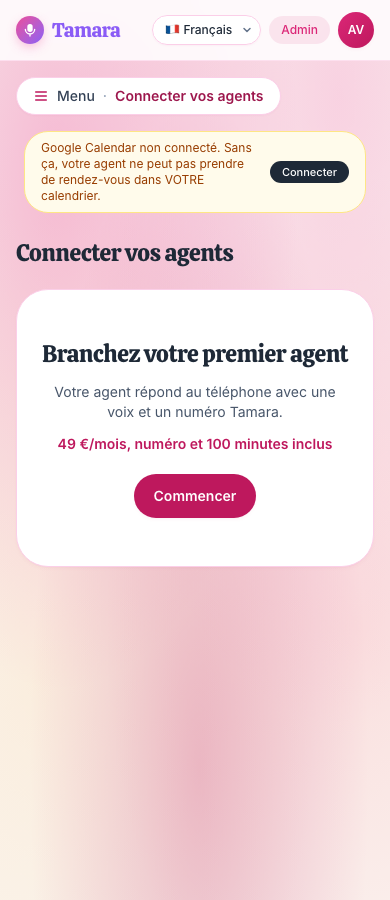 Tamara
Français
Admin
AV
Menu · Connecter vos agents
Google Calendar non connecté. Sans
ça, votre agent ne peut pas prendre
de rendez-vous dans VOTRE
calendrier.
Connecter
Connecter vos agents
Branchez votre premier agent
Votre agent répond au téléphone avec une
voix et un numéro Tamara.
49 €/mois, numéro et 100 minutes inclus
Commencer